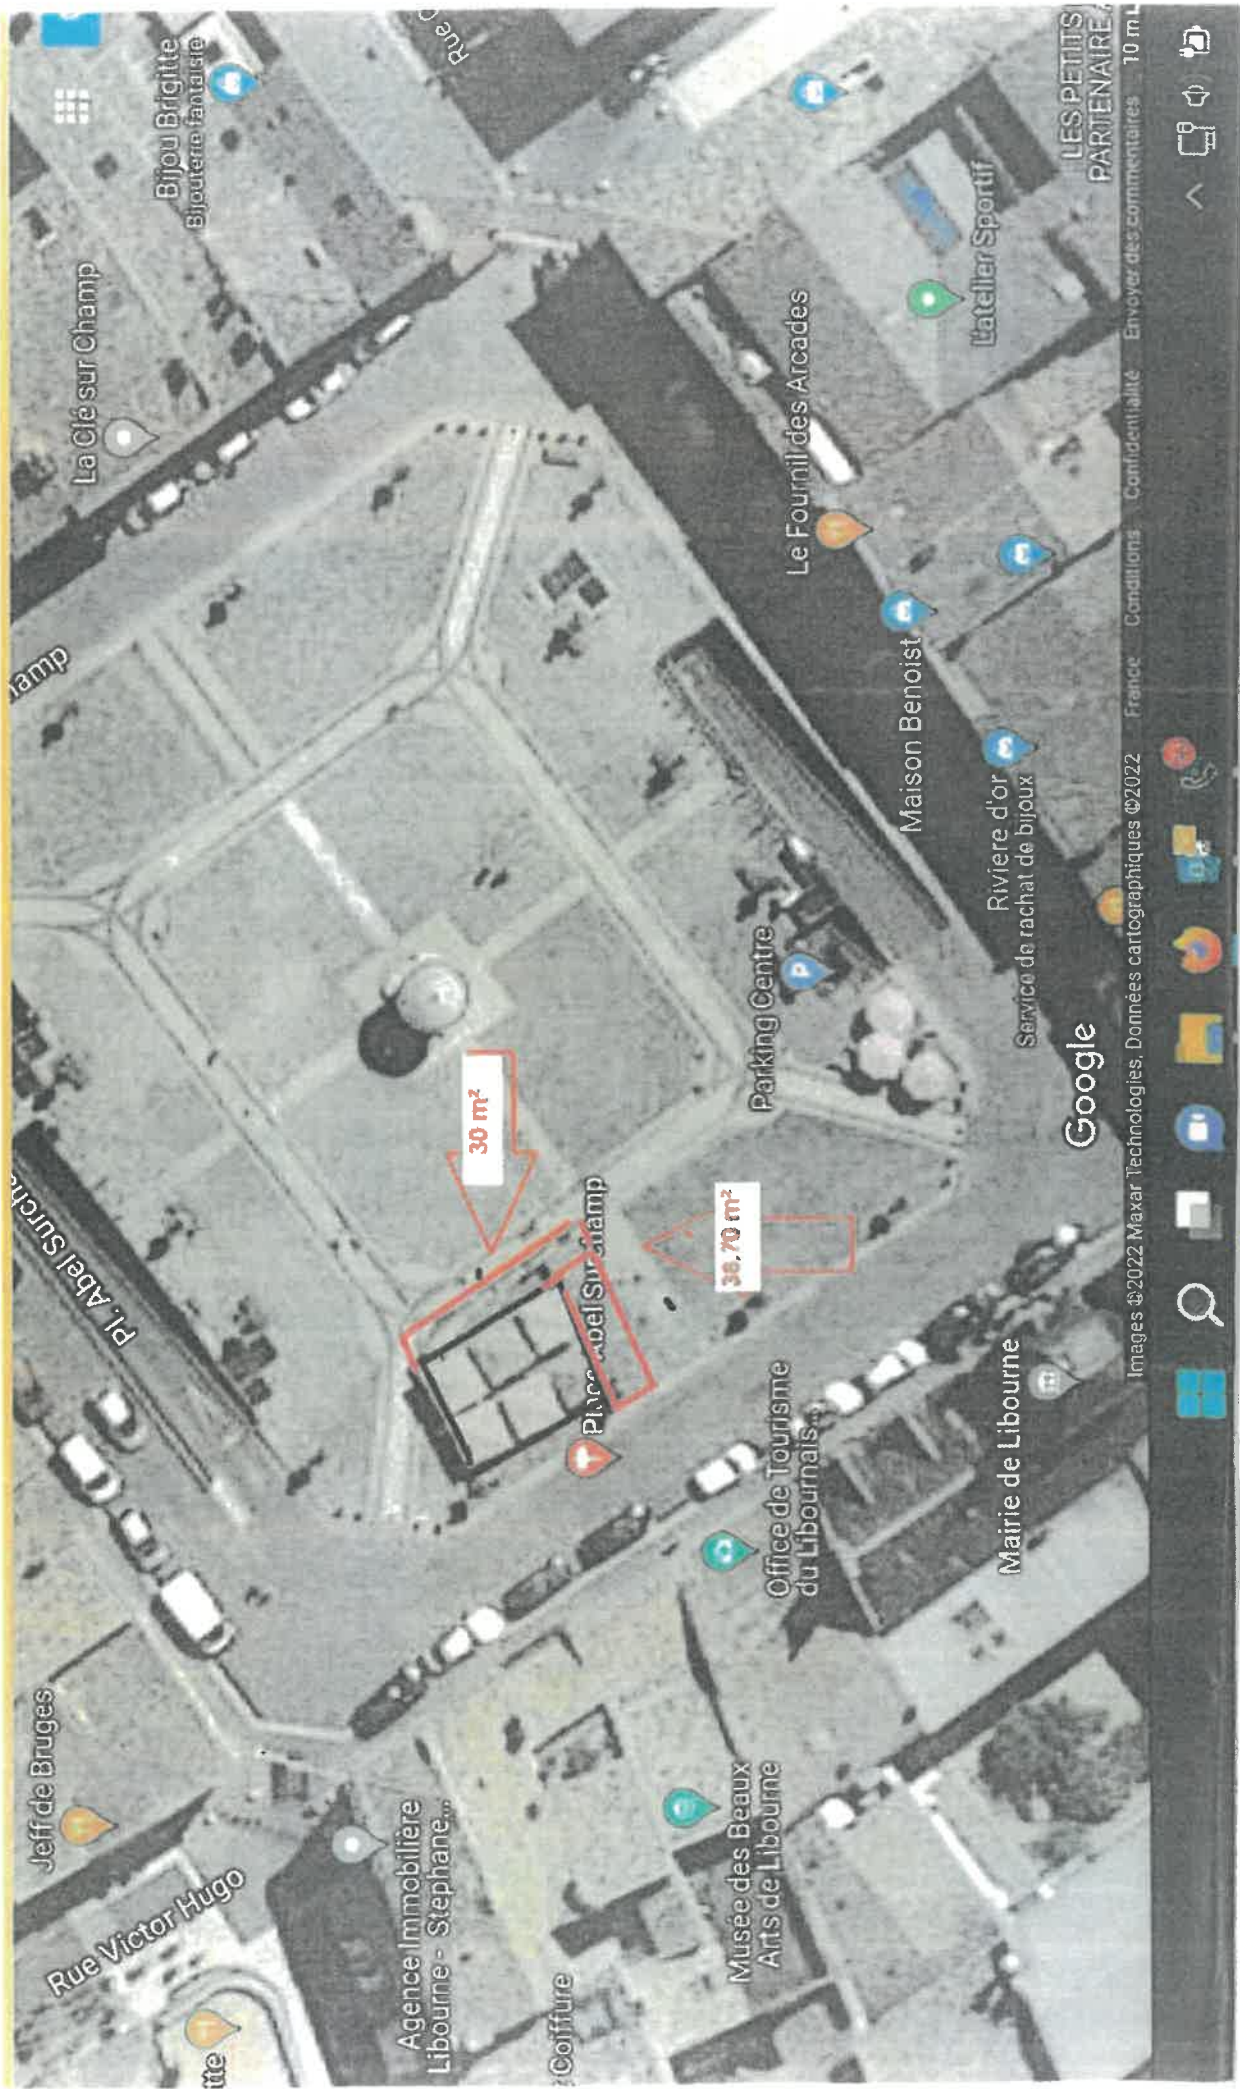 Jeff de Bruges
Rue Victor Hugo
Pl. Abel Surch
amp
La Clé sur Champ
Bijou Brigitte
Bijouterie fantaisie
Agence Immobilière
Libourne - Stephane...
Coiffure
30 m²
Place Abel Surchamp
38,70 m²
Parking Centre
Office de Tourisme
du Libournais...
Musée des Beaux
Arts de Libourne
Mairie de Libourne
Le Fournil des Arcades
Maison Benoist
Rivière d'or
Service de rachat de bijoux
L'atelier Sportif
LES PETITS
PARTENAIRE
Google
Images ©2022 Maxar Technologies, Données cartographiques ©2022 France Conditions Confidentialité Envoyer des commentaires 10 m